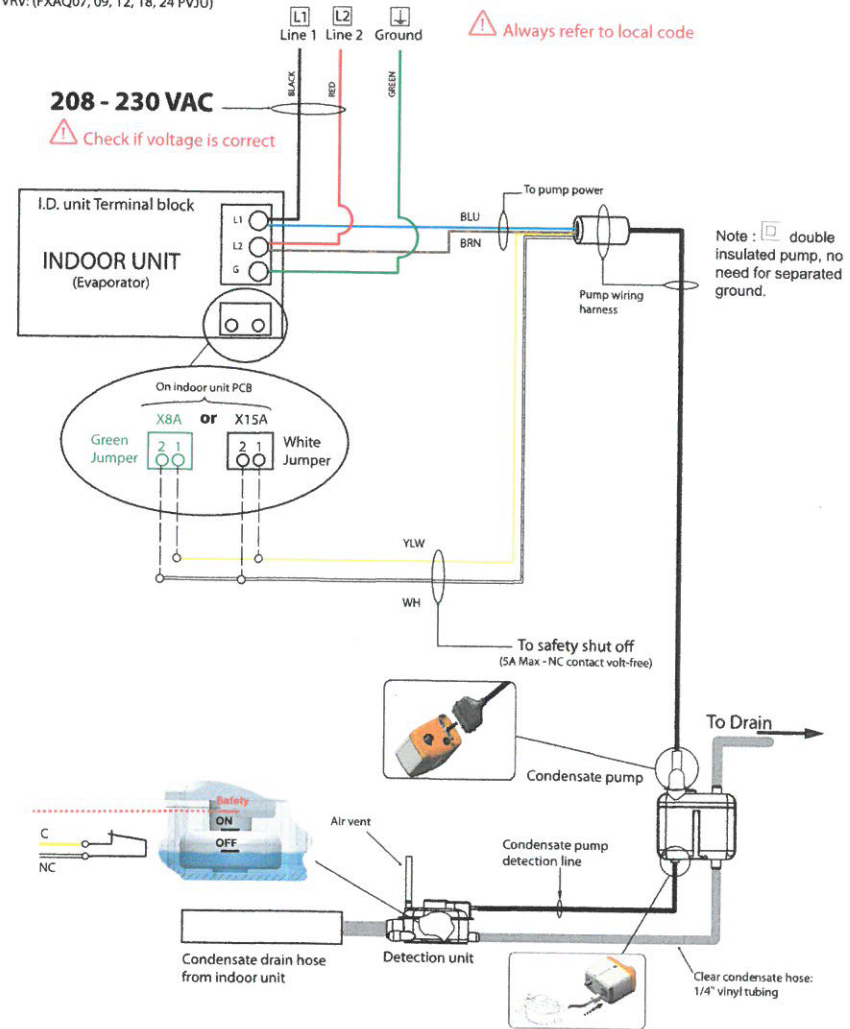 VRV: (FXAQ07, 09, 12, 18, 24 PVJU)
L1 L2
Line 1 Line 2 Ground
Always refer to local code
BLACK
RED
GREEN
208 - 230 VAC
Check if voltage is correct
To pump power
I.D. unit Terminal block
L1
L2
G
INDOOR UNIT
(Evaporator)
BLU
BRN
Pump wiring
harness
Note : double
insulated pump, no
need for separated
ground.
On indoor unit PCB
X8A or X15A
Green
Jumper
2 1
2 1
White
Jumper
YLW
WH
To safety shut off
(5A Max - NC contact volt-free)
To Drain
Condensate pump
Safety
ON
OFF
C
NC
Air vent
Condensate pump
detection line
Condensate drain hose
from indoor unit
Detection unit
Clear condensate hose:
1/4" vinyl tubing